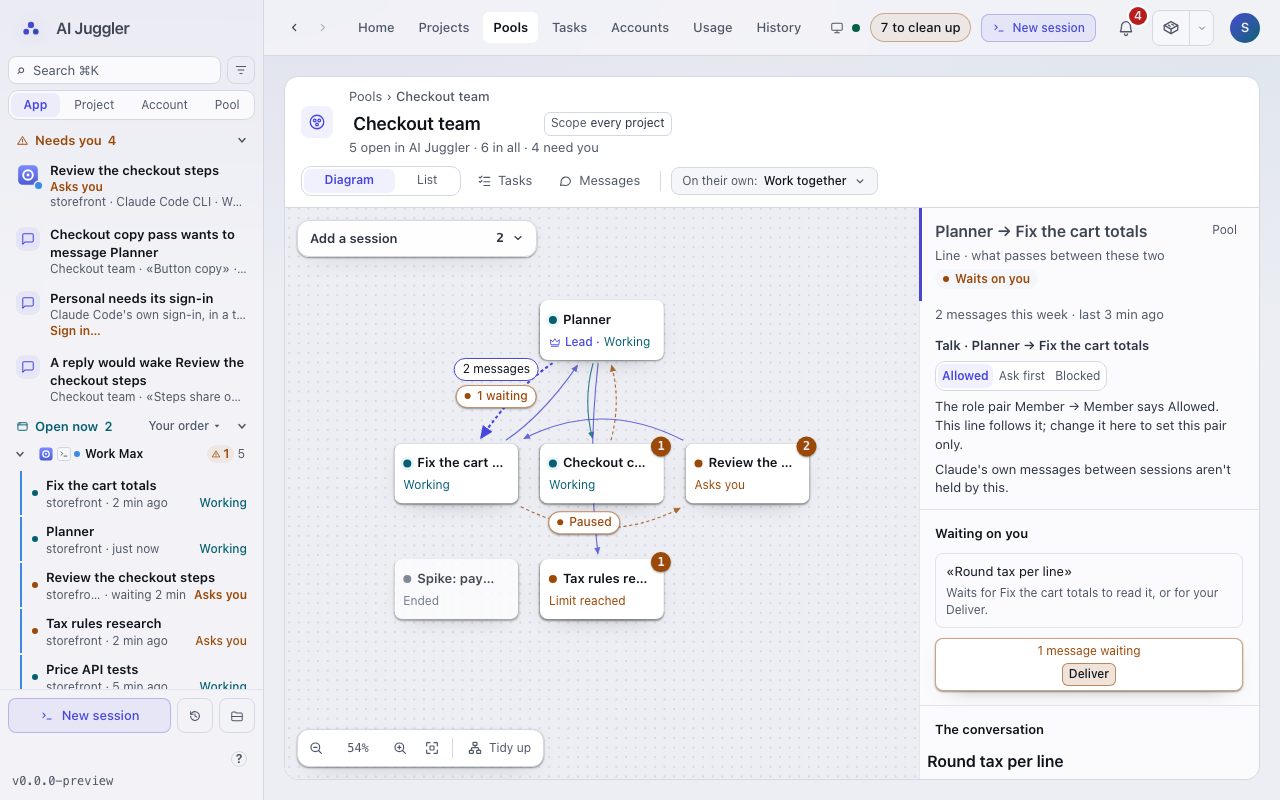 AI Juggler
Search ⌘K
App Project Account Pool
Needs you 4
Review the checkout steps
Asks you
storefront · Claude Code CLI · W...
Checkout copy pass wants to
message Planner
Checkout team · «Button copy» ·...
Personal needs its sign-in
Claude Code's own sign-in, in a t...
Sign in...
A reply would wake Review the
checkout steps
Checkout team · «Steps share o...
Open now 2 Your order
Work Max 1 5
Fix the cart totals
storefront · 2 min ago Working
Planner
storefront · just now Working
Review the checkout steps
storefro... · waiting 2 min Asks you
Tax rules research
storefront · 2 min ago Asks you
Price API tests
storefront · 5 min ago Working
New session
?
v0.0.0-preview
Home Projects Pools Tasks Accounts Usage History
7 to clean up
New session
4
S
Pools › Checkout team
Checkout team
Scope every project
5 open in AI Juggler · 6 in all · 4 need you
Diagram List Tasks Messages
On their own: Work together
Add a session 2
Planner
Lead · Working
2 messages
1 waiting
Fix the cart ...
Working
1
Checkout c...
Working
2
Review the ...
Asks you
Paused
Spike: pay...
Ended
1
Tax rules re...
Limit reached
54%
Tidy up
Planner → Fix the cart totals
Pool
Line · what passes between these two
Waits on you
2 messages this week · last 3 min ago
Talk · Planner → Fix the cart totals
Allowed Ask first Blocked
The role pair Member → Member says Allowed.
This line follows it; change it here to set this pair
only.
Claude's own messages between sessions aren't
held by this.
Waiting on you
«Round tax per line»
Waits for Fix the cart totals to read it, or for your
Deliver.
1 message waiting
Deliver
The conversation
Round tax per line